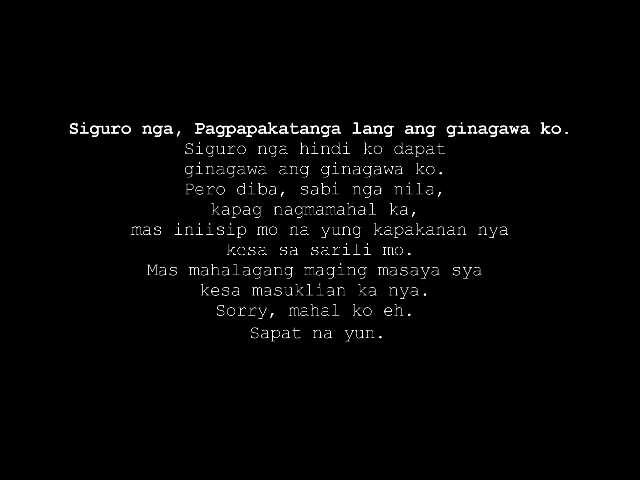 Siguro nga, Pagpapakatanga lang ang ginagawa ko.
Siguro nga hindi ko dapat
ginagawa ang ginagawa ko.
Pero diba, sabi nga nila,
kapag nagmamahal ka,
mas iniisip mo na yung kapakanan nya
kesa sa sarili mo.
Mas mahalagang maging masaya sya
kesa masuklian ka nya.
Sorry, mahal ko eh.
Sapat na yun.